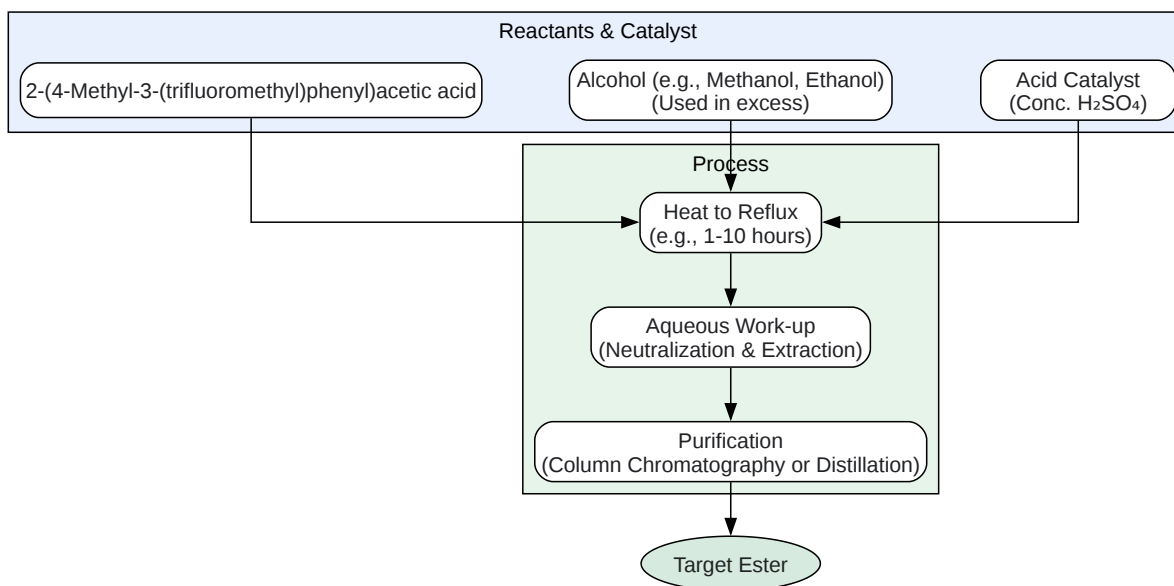 Reactants & Catalyst
2-(4-Methyl-3-(trifluoromethyl)phenyl)acetic acid
Alcohol (e.g., Methanol, Ethanol)
(Used in excess)
Acid Catalyst
(Conc. H₂SO₄)
Process
Heat to Reflux
(e.g., 1-10 hours)
Aqueous Work-up
(Neutralization & Extraction)
Purification
(Column Chromatography or Distillation)
Target Ester